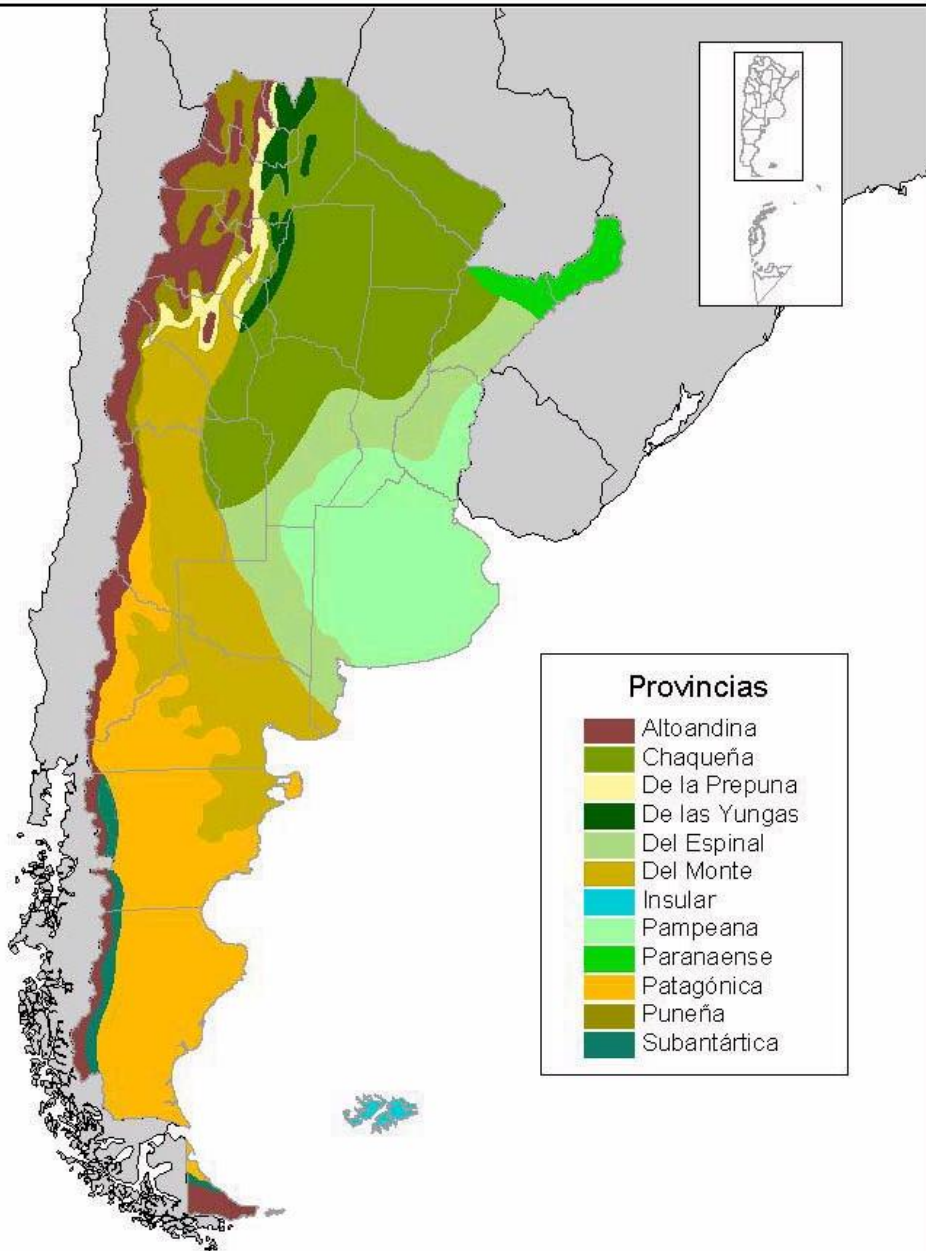 Provincias
Altoandina
Chaqueña
De la Prepuna
De las Yungas
Del Espinal
Del Monte
Insular
Pampeana
Paranaense
Patagónica
Puneña
Subantártica